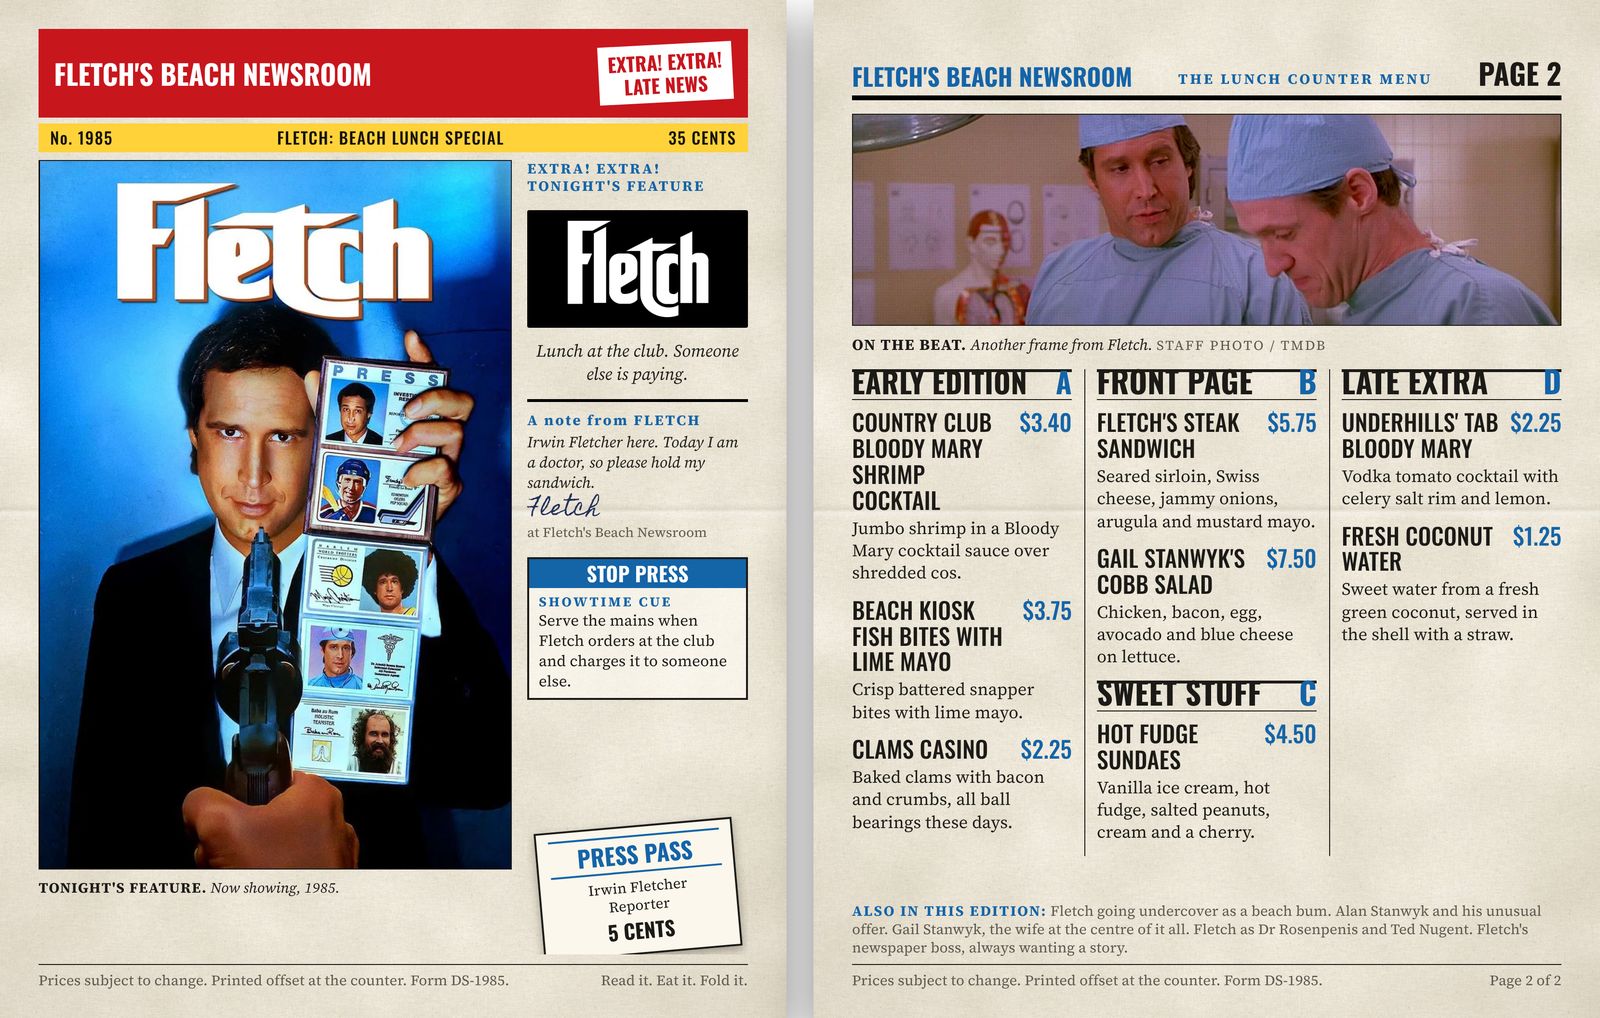 FLETCH'S BEACH NEWSROOM
EXTRA! EXTRA!
LATE NEWS
No. 1985
FLETCH: BEACH LUNCH SPECIAL
35 CENTS
Fletch
PRESS
EXTRA! EXTRA!
TONIGHT'S FEATURE
Fletch
Lunch at the club. Someone
else is paying.
A note from FLETCH
Irwin Fletcher here. Today I am
a doctor, so please hold my
sandwich.
Fletch
at Fletch's Beach Newsroom
STOP PRESS
SHOWTIME CUE
Serve the mains when
Fletch orders at the club
and charges it to someone
else.
PRESS PASS
Irwin Fletcher
Reporter
5 CENTS
TONIGHT'S FEATURE. Now showing, 1985.
Prices subject to change. Printed offset at the counter. Form DS-1985.
Read it. Eat it. Fold it.
FLETCH'S BEACH NEWSROOM
THE LUNCH COUNTER MENU
PAGE 2
ON THE BEAT. Another frame from Fletch. STAFF PHOTO / TMDB
EARLY EDITION A
COUNTRY CLUB $3.40
BLOODY MARY
SHRIMP
COCKTAIL
Jumbo shrimp in a Bloody
Mary cocktail sauce over
shredded cos.
BEACH KIOSK $3.75
FISH BITES WITH
LIME MAYO
Crisp battered snapper
bites with lime mayo.
CLAMS CASINO $2.25
Baked clams with bacon
and crumbs, all ball
bearings these days.
FRONT PAGE B
FLETCH'S STEAK $5.75
SANDWICH
Seared sirloin, Swiss
cheese, jammy onions,
arugula and mustard mayo.
GAIL STANWYK'S $7.50
COBB SALAD
Chicken, bacon, egg,
avocado and blue cheese
on lettuce.
SWEET STUFF C
HOT FUDGE $4.50
SUNDAES
Vanilla ice cream, hot
fudge, salted peanuts,
cream and a cherry.
LATE EXTRA D
UNDERHILLS' TAB $2.25
BLOODY MARY
Vodka tomato cocktail with
celery salt rim and lemon.
FRESH COCONUT $1.25
WATER
Sweet water from a fresh
green coconut, served in
the shell with a straw.
ALSO IN THIS EDITION: Fletch going undercover as a beach bum. Alan Stanwyk and his unusual
offer. Gail Stanwyk, the wife at the centre of it all. Fletch as Dr Rosenpenis and Ted Nugent. Fletch's
newspaper boss, always wanting a story.
Prices subject to change. Printed offset at the counter. Form DS-1985.
Page 2 of 2